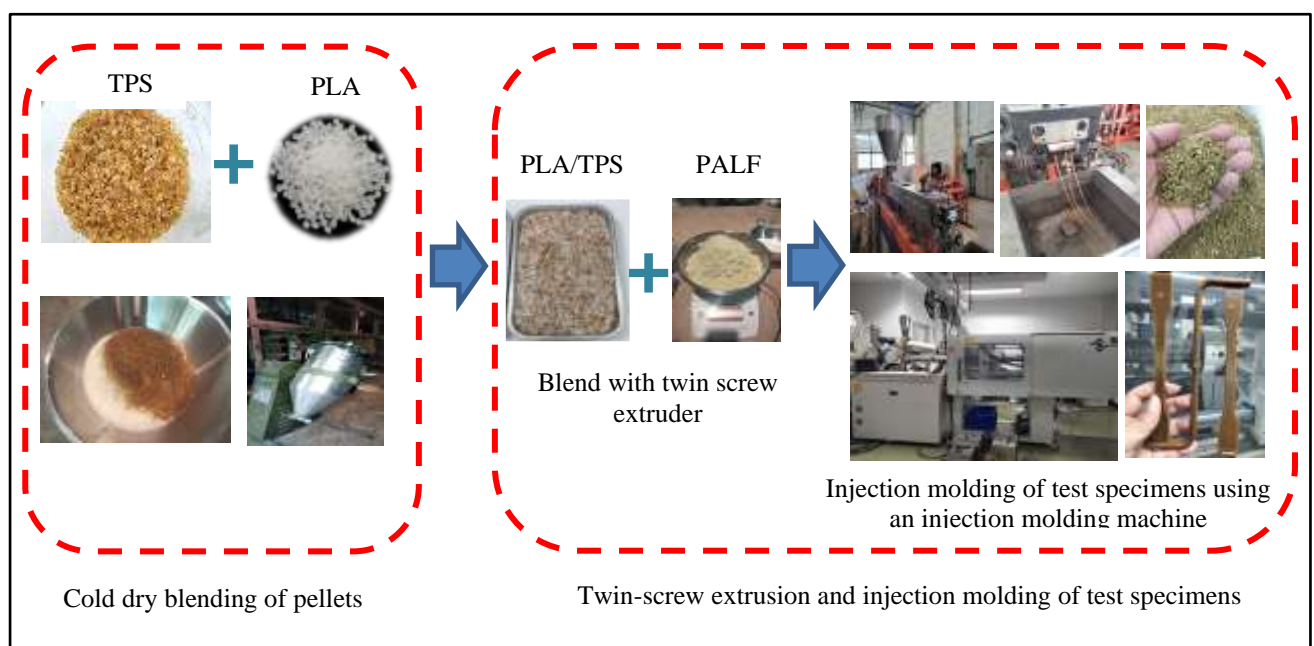 TPS
PLA
Cold dry blending of pellets
PLA/TPS
PALF
Blend with twin screw
extruder
Injection molding of test specimens using
an injection molding machine
Twin-screw extrusion and injection molding of test specimens